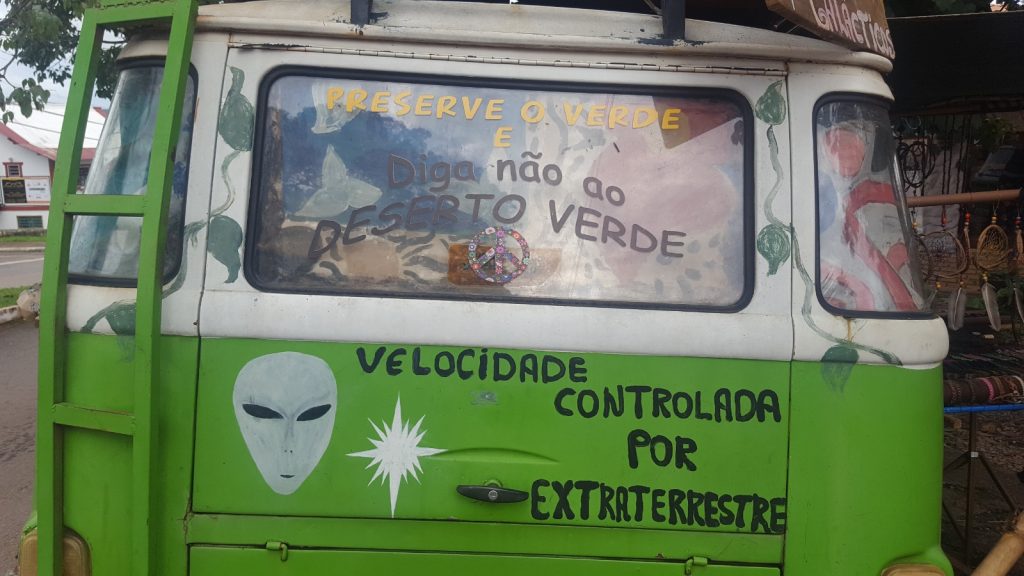 PRESERVE O VERDE
E
Diga não ao
DESERTO VERDE
VELOCIDADE
CONTROLADA
POR
EXTRATERRESTRE